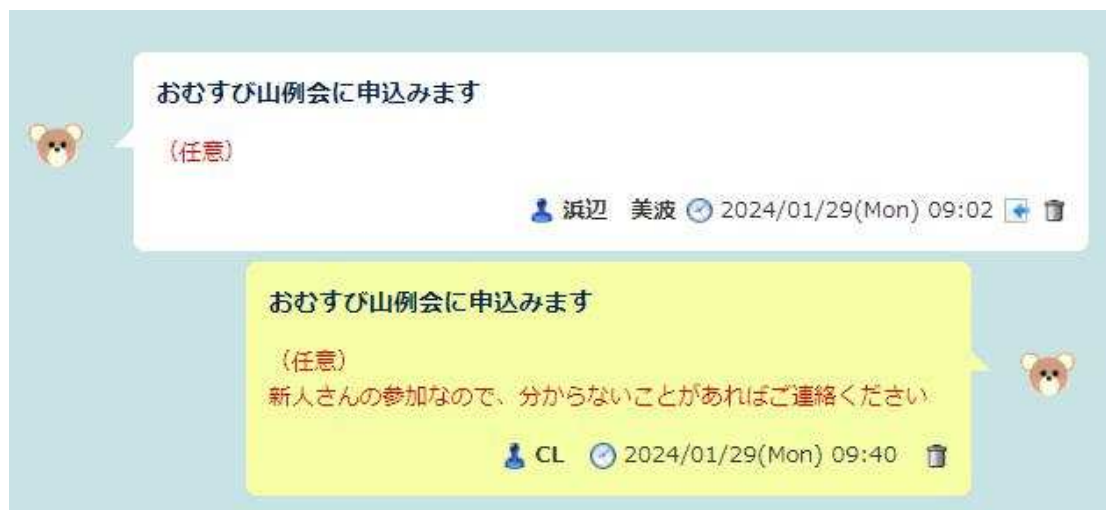 おむすび山例会に申込みます
（任意）
浜辺　美波 2024/01/29(Mon) 09:02
おむすび山例会に申込みます
（任意）
新人さんの参加なので、分からないことがあればご連絡ください
CL 2024/01/29(Mon) 09:40